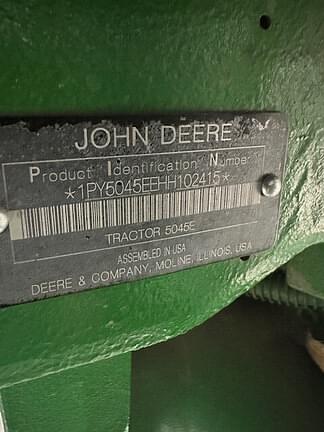 JOHN DEERE
Product Identification Number
*1PY5045EEHH102415*
TRACTOR 5045E
ASSEMBLED IN USA
DEERE & COMPANY, MOLINE, ILLINOIS, USA